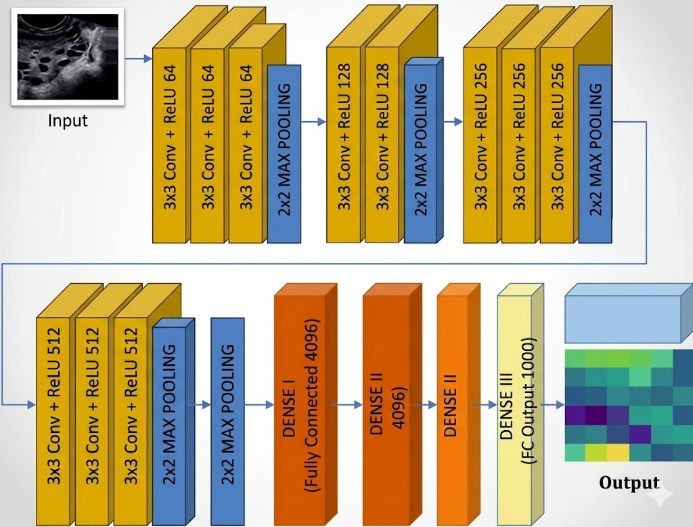 Input
3x3 Conv + ReLU 64
3x3 Conv + ReLU 64
3x3 Conv + ReLU 64
2x2 MAX POOLING
3x3 Conv + ReLU 128
3x3 Conv + ReLU 128
2x2 MAX POOLING
3x3 Conv + ReLU 256
3x3 Conv + ReLU 256
3x3 Conv + ReLU 256
2x2 MAX POOLING
3x3 Conv + ReLU 512
3x3 Conv + ReLU 512
3x3 Conv + ReLU 512
2x2 MAX POOLING
2x2 MAX POOLING
DENSE I
(Fully Connected 4096)
DENSE II
4096)
DENSE II
DENSE III
(FC Output 1000)
Output